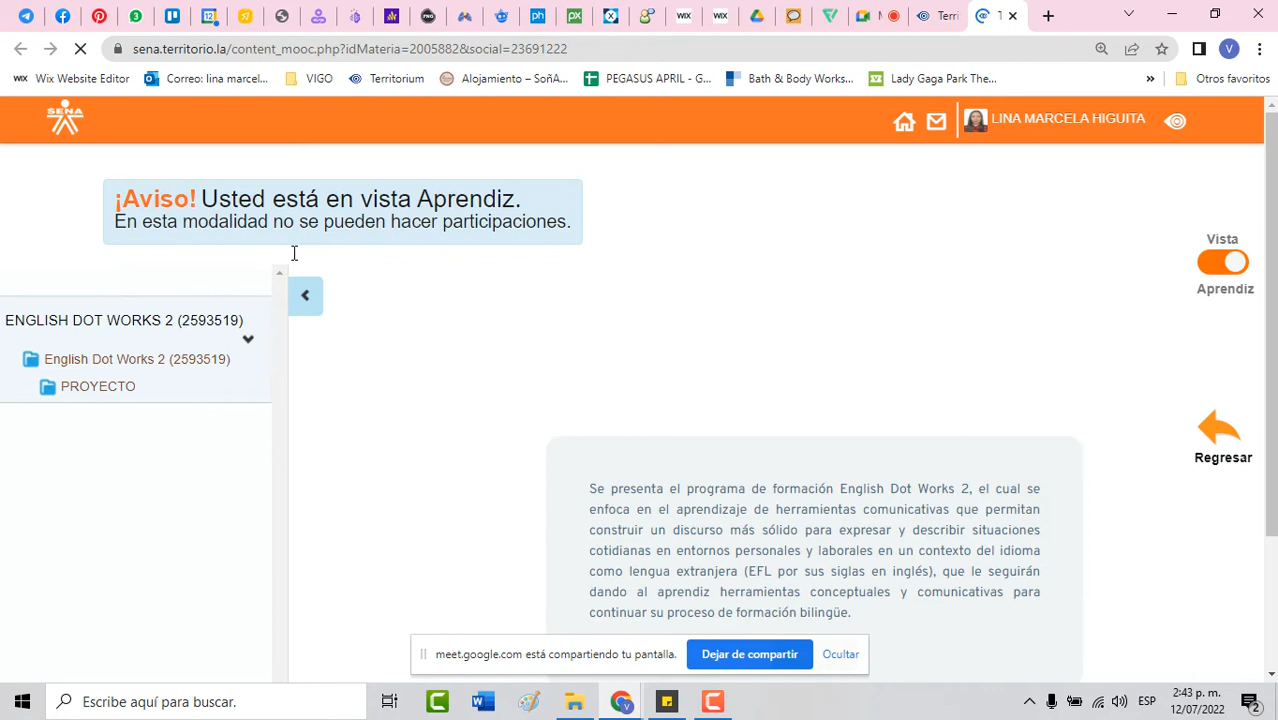 Terri
T
sena.territorio.la/content_mooc.php?idMateria=2005882&social=23691222
V
WIX Wix Website Editor
Correo: lina marcel...
VIGO
Territorium
Alojamiento – SoñA...
PEGASUS APRIL - G...
Bath & Body Works...
Lady Gaga Park The...
»
Otros favoritos
SENA
LINA MARCELA HIGUITA
¡Aviso! Usted está en vista Aprendiz.
En esta modalidad no se pueden hacer participaciones.
Vista
Aprendiz
ENGLISH DOT WORKS 2 (2593519)
English Dot Works 2 (2593519)
PROYECTO
Regresar
Se presenta el programa de formación English Dot Works 2, el cual se
enfoca en el aprendizaje de herramientas comunicativas que permitan
construir un discurso más sólido para expresar y describir situaciones
cotidianas en entornos personales y laborales en un contexto del idioma
como lengua extranjera (EFL por sus siglas en inglés), que le seguirán
dando al aprendiz herramientas conceptuales y comunicativas para
continuar su proceso de formación bilingüe.
meet.google.com está compartiendo tu pantalla.
Dejar de compartir
Ocultar
Escribe aquí para buscar.
ESP
2:43 p. m.
12/07/2022
2